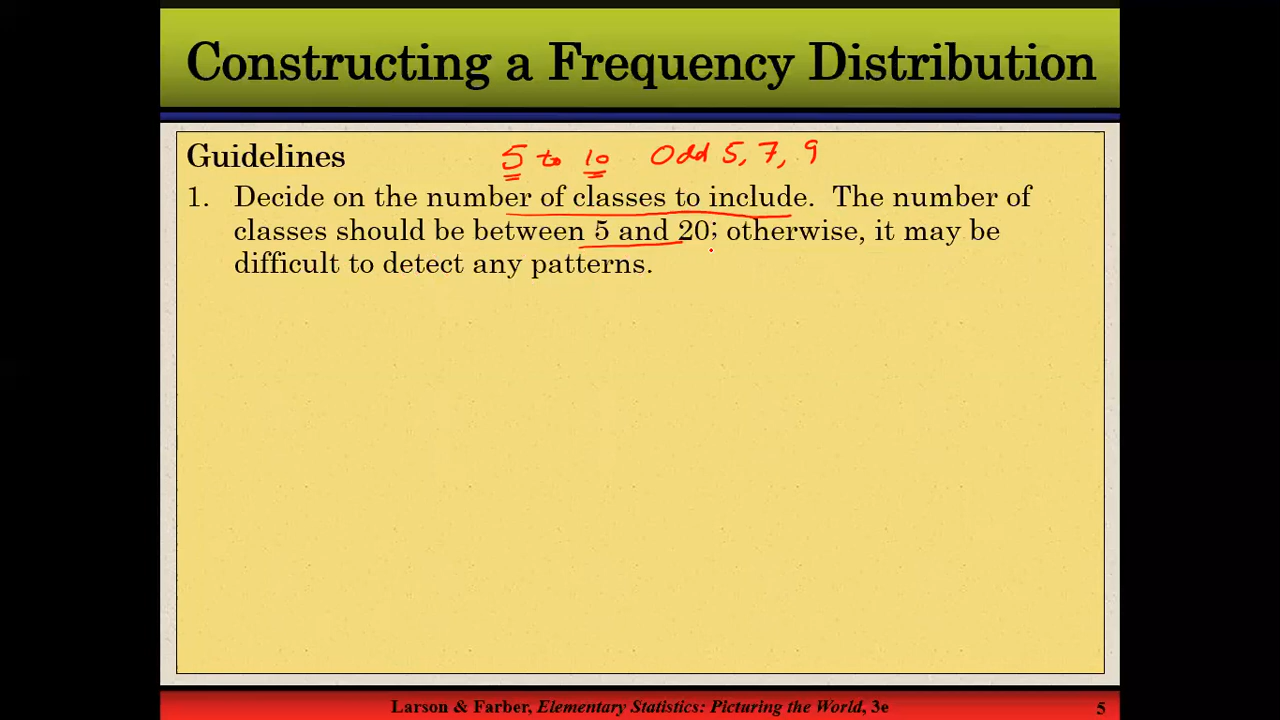 Constructing a Frequency Distribution
Guidelines
5 to 10 Odd 5, 7, 9
1. Decide on the number of classes to include. The number of
classes should be between 5 and 20; otherwise, it may be
difficult to detect any patterns.
Larson & Farber, Elementary Statistics: Picturing the World, 3e
5